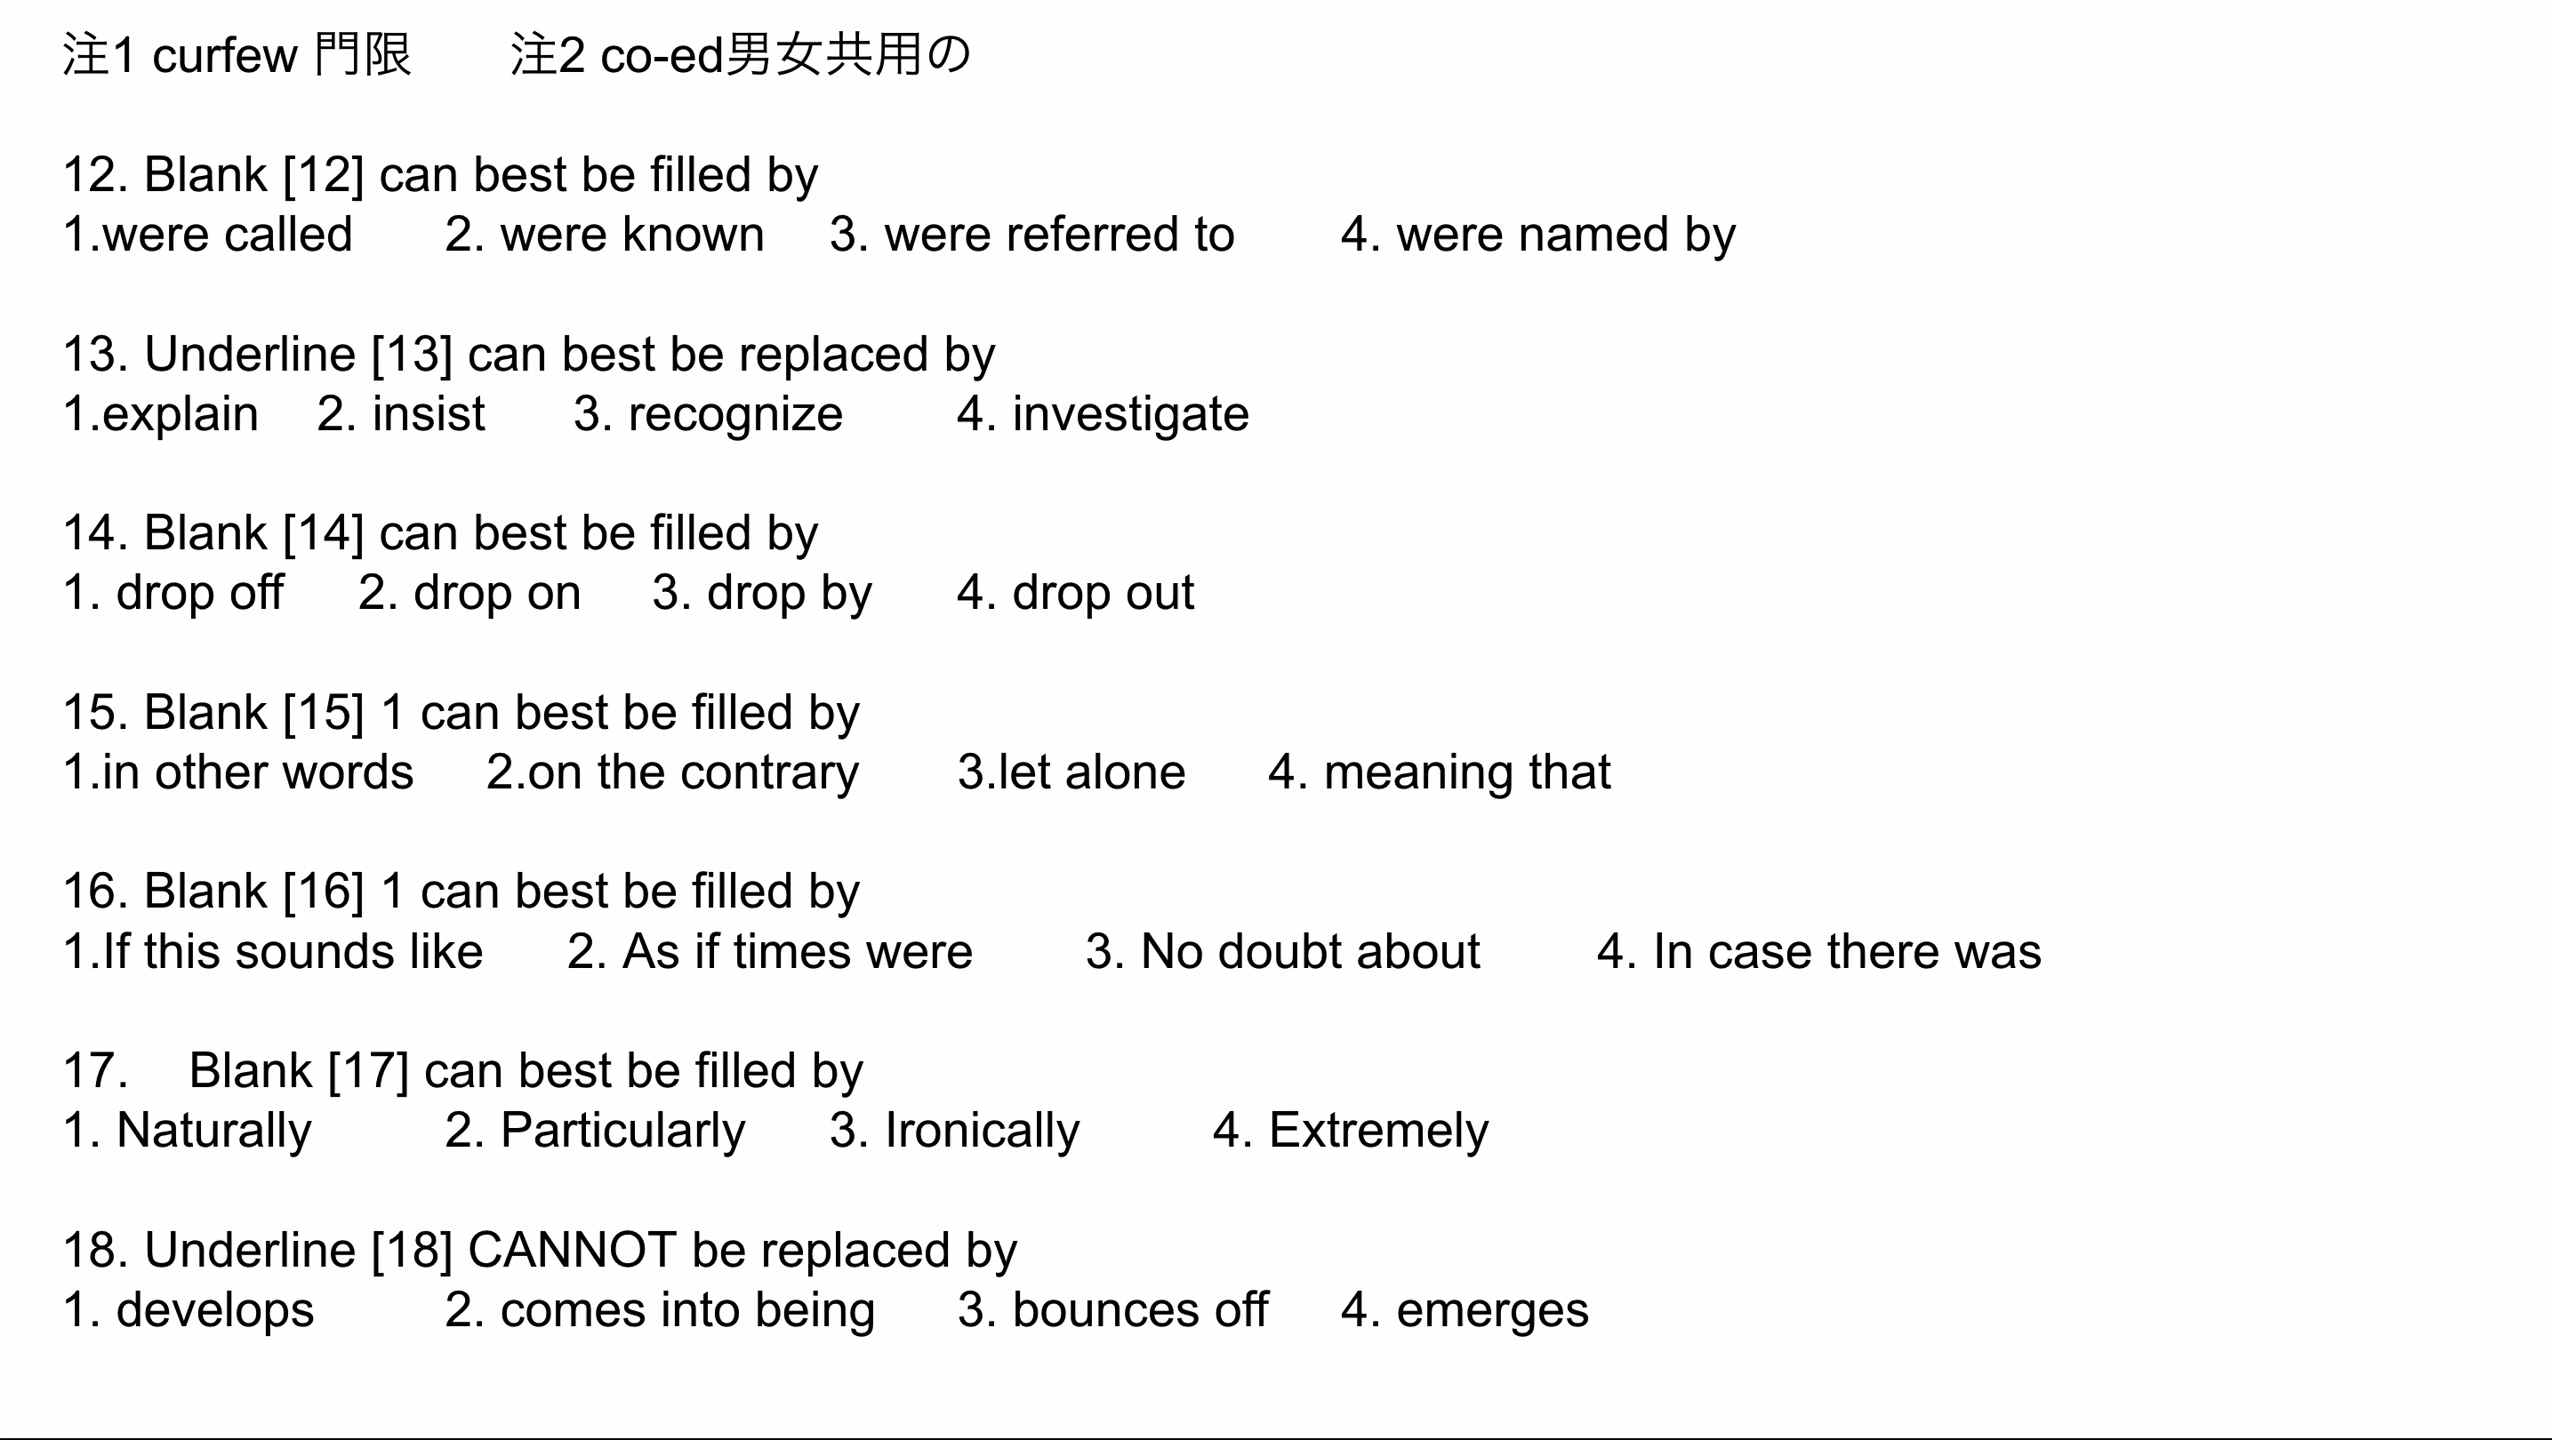 注1 curfew 門限 注2 co-ed男女共用の
12. Blank [12] can best be filled by
1.were called 2. were known 3. were referred to 4. were named by
13. Underline [13] can best be replaced by
1.explain 2. insist 3. recognize 4. investigate
14. Blank [14] can best be filled by
1. drop off 2. drop on 3. drop by 4. drop out
15. Blank [15] 1 can best be filled by
1.in other words 2.on the contrary 3.let alone 4. meaning that
16. Blank [16] 1 can best be filled by
1.If this sounds like 2. As if times were 3. No doubt about 4. In case there was
17. Blank [17] can best be filled by
1. Naturally 2. Particularly 3. Ironically 4. Extremely
18. Underline [18] CANNOT be replaced by
1. develops 2. comes into being 3. bounces off 4. emerges